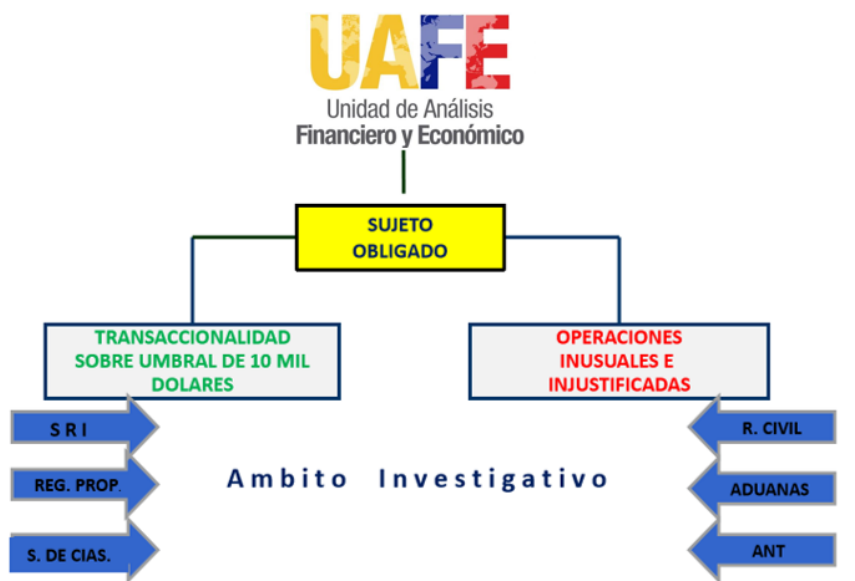 UAFE
Unidad de Análisis
Financiero y Económico
SUJETO
OBLIGADO
TRANSACCIONALIDAD
SOBRE UMBRAL DE 10 MIL
DOLARES
OPERACIONES
INUSUALES E
INJUSTIFICADAS
S R I
R. CIVIL
REG. PROP.
Ambito Investigativo
ADUANAS
S. DE CIAS.
ANT